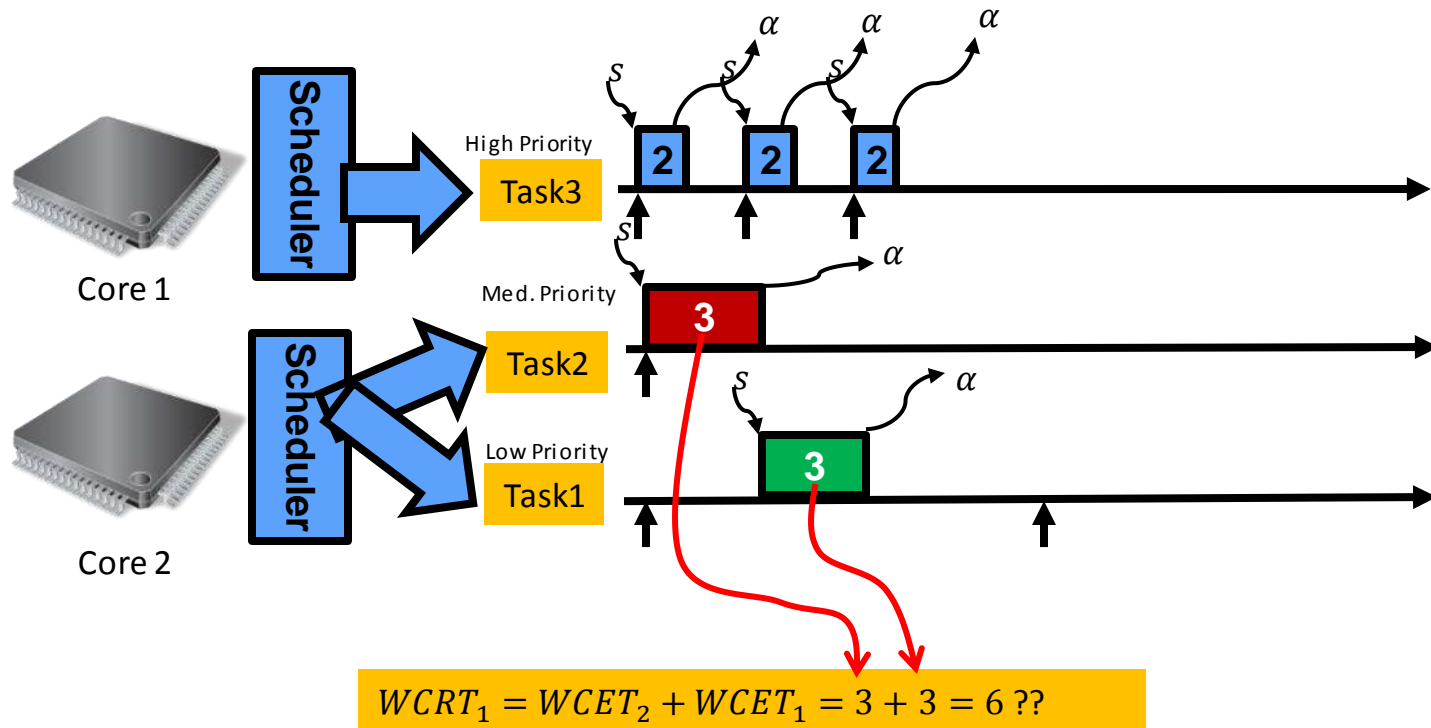 α α α
s s s
Scheduler
High Priority
Task3
2 2 2
Core 1
s α
Med. Priority
Task2
3
Scheduler
s α
Low Priority
Task1
3
Core 2
𝑊𝐶𝑅𝑇₁ = 𝑊𝐶𝐸𝑇₂ + 𝑊𝐶𝐸𝑇₁ = 3 + 3 = 6 ??